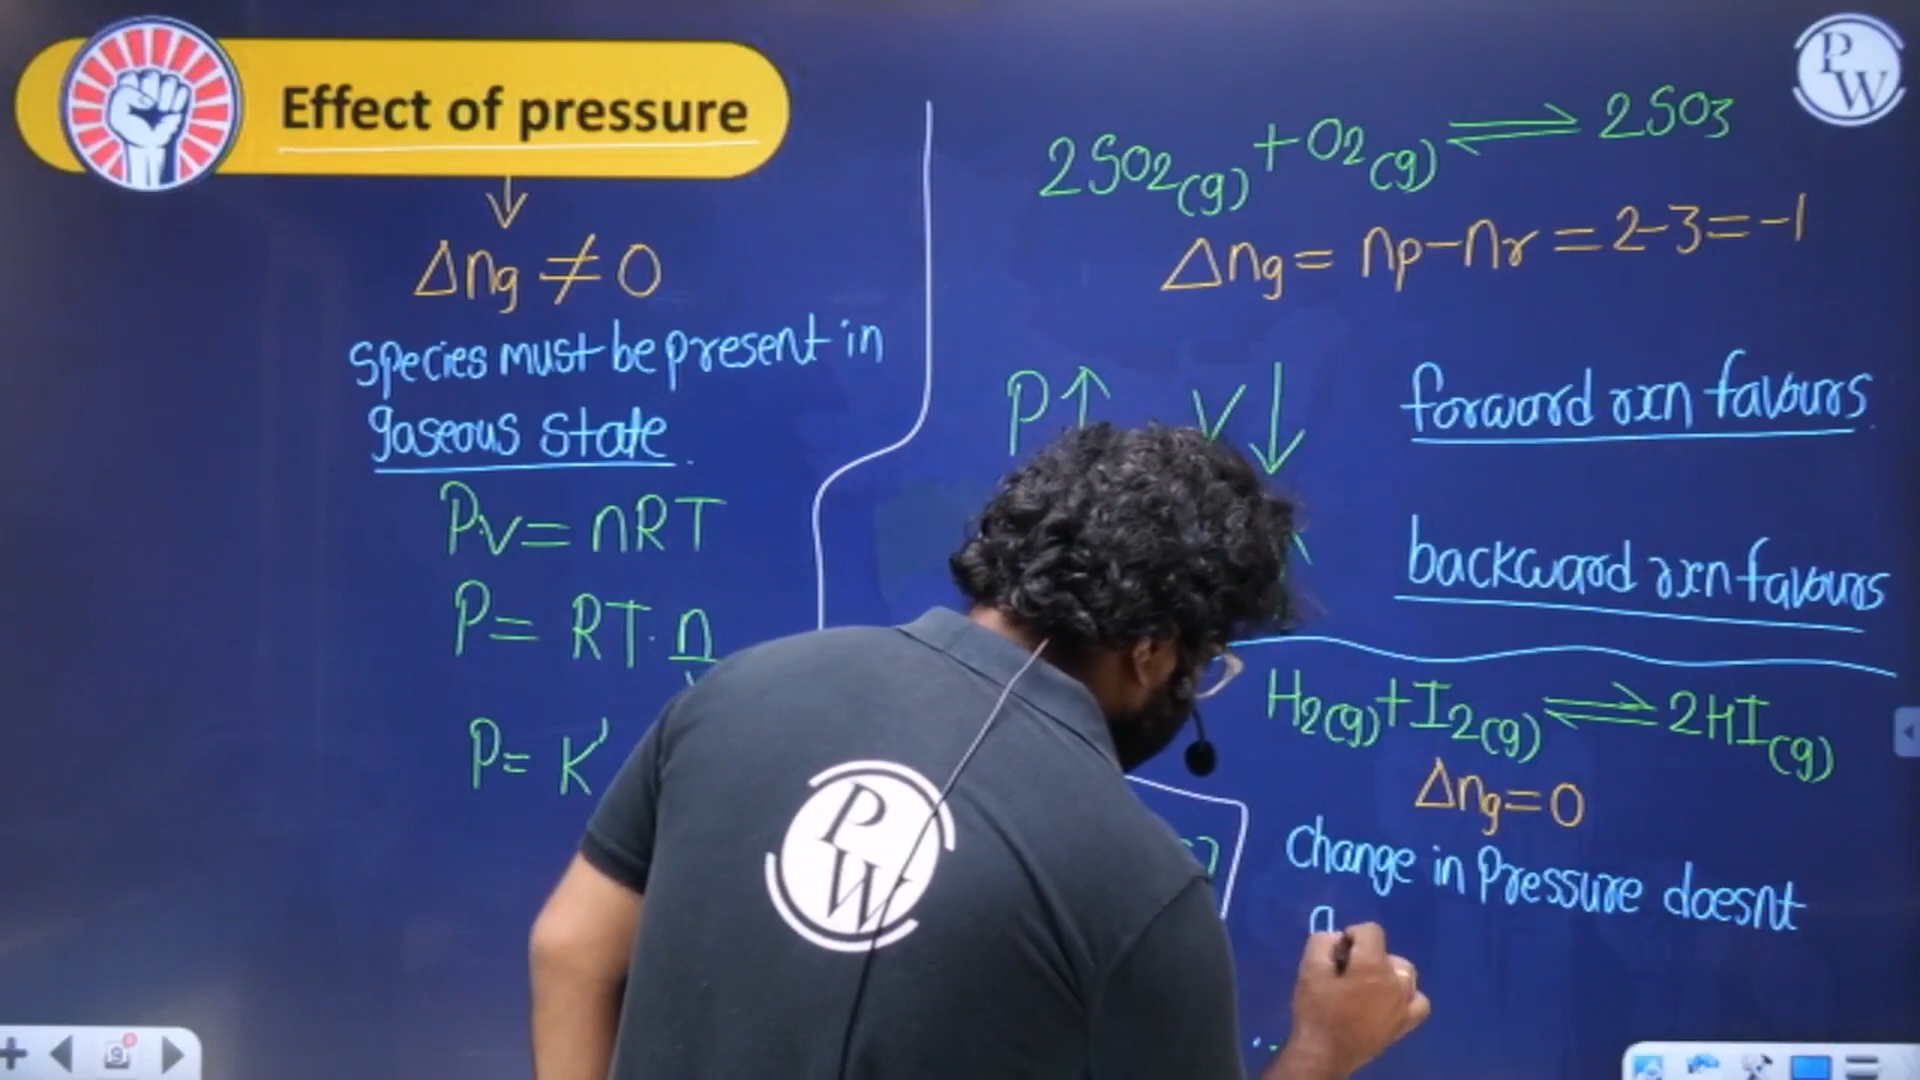 Effect of pressure
Δng ≠ 0
Species must be present in
gaseous state
PV = nRT
P = RT. n
P = K'
2SO2(g) + O2(g) ⇌ 2SO3
Δng = np - nr = 2-3 = -1
P↑ V↓ forward rxn favours
backward rxn favours
H2(g) + I2(g) ⇌ 2HI(g)
Δng = 0
change in Pressure doesnt
PW
PW